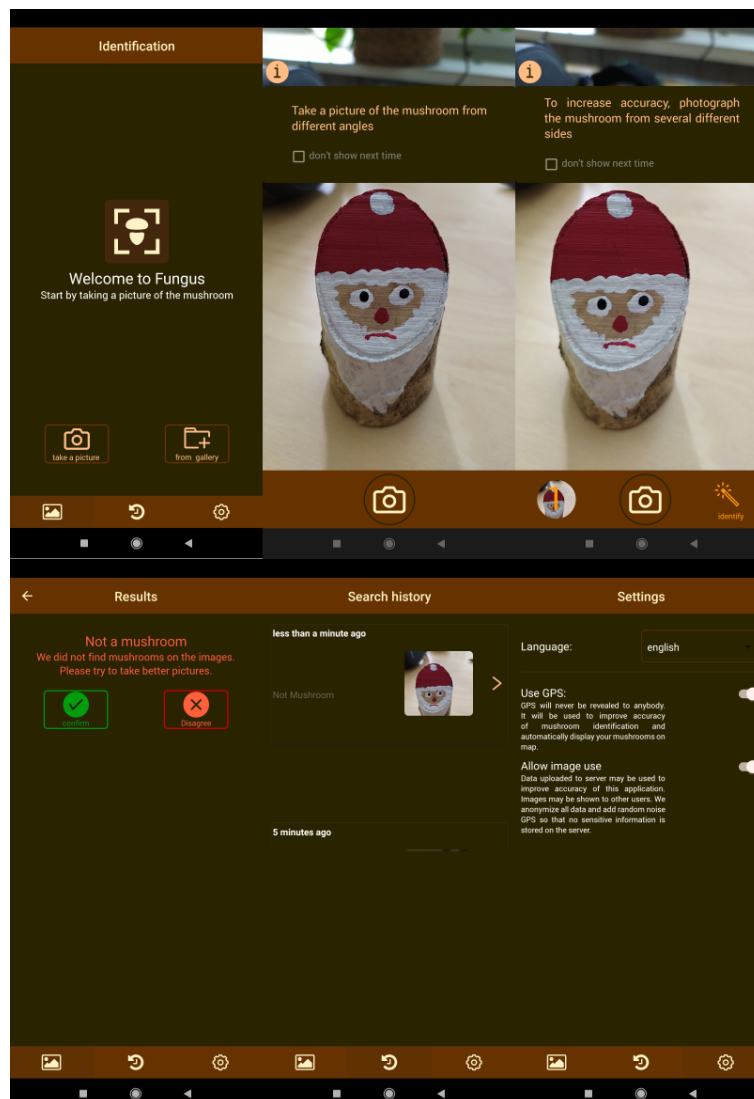 Identification
Welcome to Fungus
Start by taking a picture of the mushroom
take a picture
from gallery
i
Take a picture of the mushroom from
different angles
don't show next time
i
To increase accuracy, photograph
the mushroom from several different
sides
don't show next time
1
identify
Results
Not a mushroom
We did not find mushrooms on the images.
Please try to take better pictures.
confirm
Disagree
Search history
less than a minute ago
Not Mushroom
5 minutes ago
Settings
Language:
english
Use GPS:
GPS will never be revealed to anybody.
It will be used to improve accuracy
of mushroom identification and
automatically display your mushrooms on
map.
Allow image use
Data uploaded to server may be used to
improve accuracy of this application.
Images may be shown to other users. We
anonymize all data and add random noise
GPS so that no sensitive information is
stored on the server.